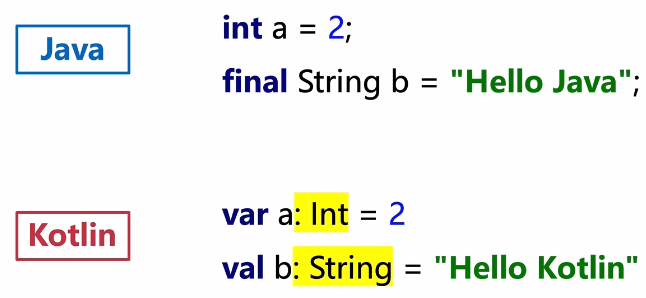 Java
int a = 2;
final String b = "Hello Java";
Kotlin
var a: Int = 2
val b: String = "Hello Kotlin"